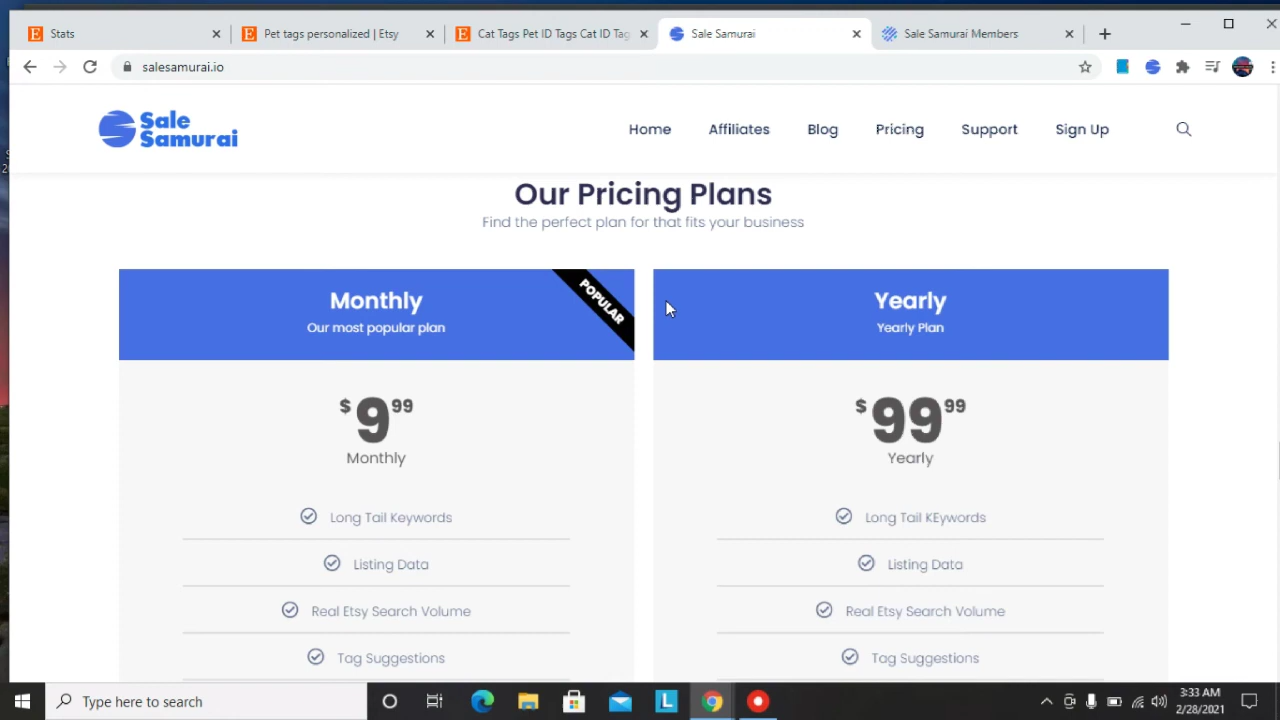 Stats
Pet tags personalized | Etsy
Cat Tags Pet ID Tags Cat ID Tag
Sale Samurai
Sale Samurai Members
salesamurai.io
Sale
Samurai
Home
Affiliates
Blog
Pricing
Support
Sign Up
Our Pricing Plans
Find the perfect plan for that fits your business
Monthly
Our most popular plan
POPULAR
$9 99
Monthly
Long Tail Keywords
Listing Data
Real Etsy Search Volume
Tag Suggestions
Yearly
Yearly Plan
$99 99
Yearly
Long Tail KEywords
Listing Data
Real Etsy Search Volume
Tag Suggestions
Type here to search
3:33 AM
2/28/2021